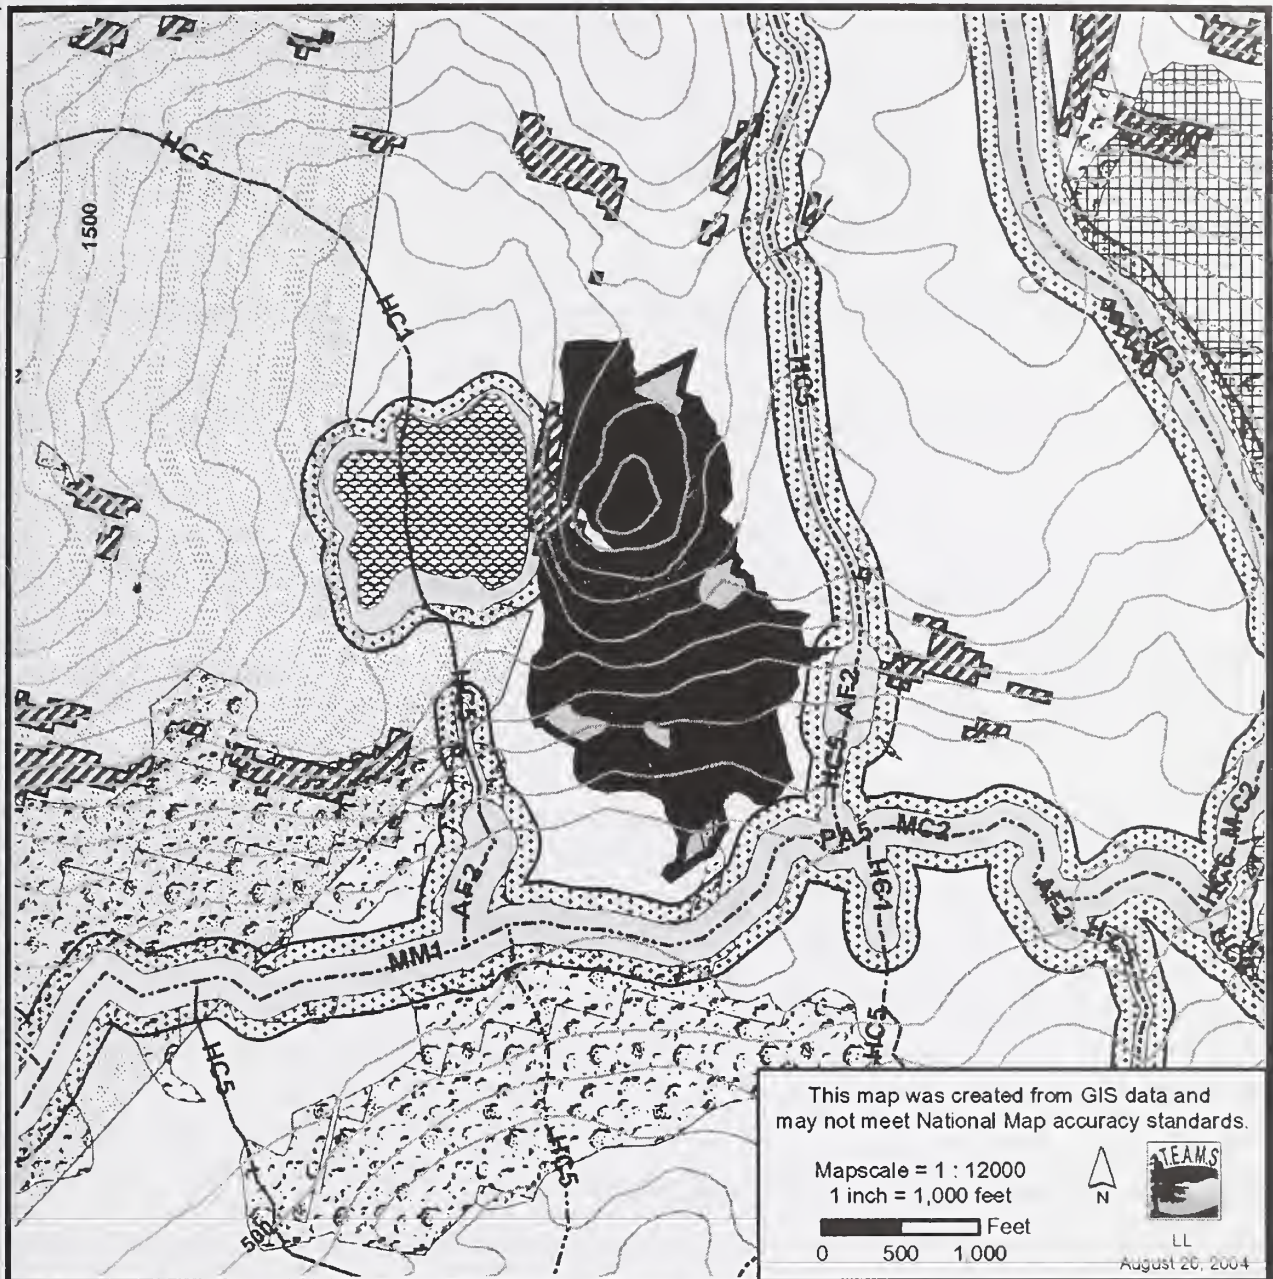 HC5
1500
HC1
HC3
HC5
H
AF2
HC5
PA5
MC2
MC2
AF2
H91
AF2
MM1
HC5
HC5
HC5
500
This map was created from GIS data and
may not meet National Map accuracy standards.
Mapscale = 1 : 12000
1 inch = 1,000 feet
Feet
0 500 1,000
N
T.E.A.M.S
LL
August 26, 2004